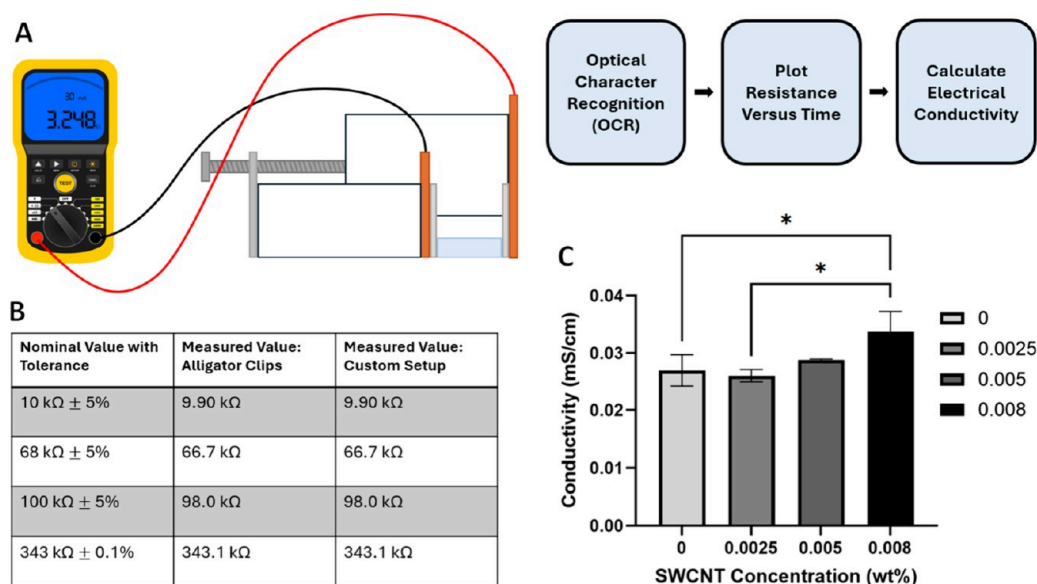 A
3.248
TEST
OFF
Optical
Character
Recognition
(OCR)
Plot
Resistance
Versus Time
Calculate
Electrical
Conductivity
B
Nominal Value with
Tolerance
Measured Value:
Alligator Clips
Measured Value:
Custom Setup
10 kΩ ± 5%
9.90 kΩ
9.90 kΩ
68 kΩ ± 5%
66.7 kΩ
66.7 kΩ
100 kΩ ± 5%
98.0 kΩ
98.0 kΩ
343 kΩ ± 0.1%
343.1 kΩ
343.1 kΩ
C
*
*
Conductivity (mS/cm)
0.04
0.03
0.02
0.01
0.00
0
0.0025
0.005
0.008
SWCNT Concentration (wt%)
0
0.0025
0.005
0.008